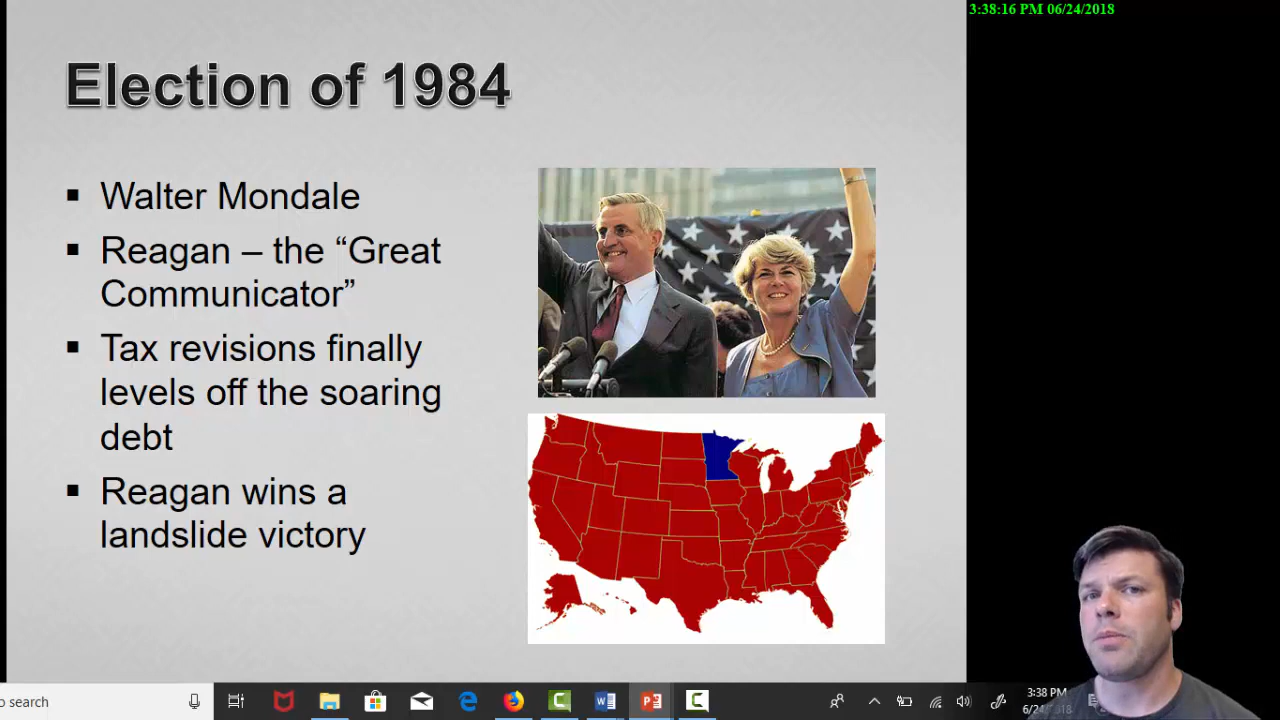 3:38:16 PM 06/24/2018
Election of 1984
▪ Walter Mondale
▪ Reagan – the “Great
Communicator”
▪ Tax revisions finally
levels off the soaring
debt
▪ Reagan wins a
landslide victory
o search
3:38 PM